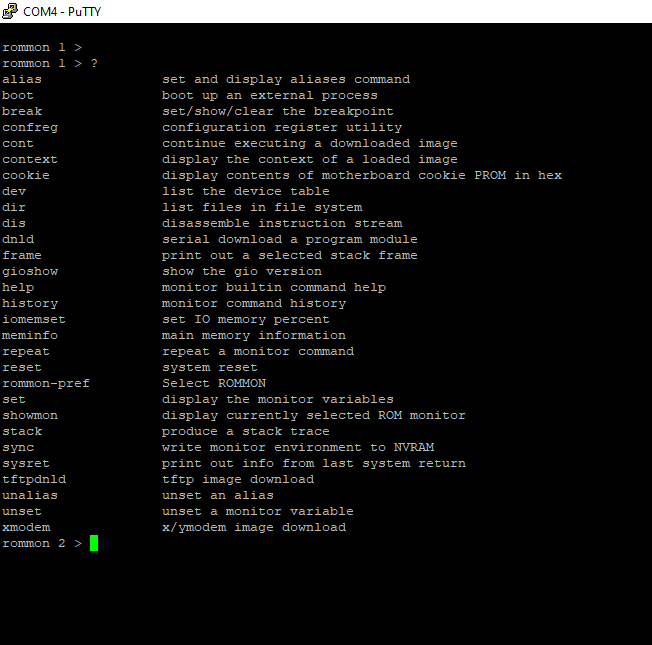 COM4 - PuTTY
rommon 1 >
rommon 1 > ?
alias               set and display aliases command
boot                boot up an external process
break               set/show/clear the breakpoint
confreg             configuration register utility
cont                continue executing a downloaded image
context             display the context of a loaded image
cookie              display contents of motherboard cookie PROM in hex
dev                 list the device table
dir                 list files in file system
dis                 disassemble instruction stream
dnld                serial download a program module
frame               print out a selected stack frame
gioshow             show the gio version
help                monitor builtin command help
history             monitor command history
iomemset            set IO memory percent
meminfo             main memory information
repeat              repeat a monitor command
reset               system reset
rommon-pref         Select ROMMON
set                 display the monitor variables
showmon             display currently selected ROM monitor
stack               produce a stack trace
sync                write monitor environment to NVRAM
sysret              print out info from last system return
tftpdnld            tftp image download
unalias             unset an alias
unset               unset a monitor variable
xmodem              x/ymodem image download
rommon 2 >